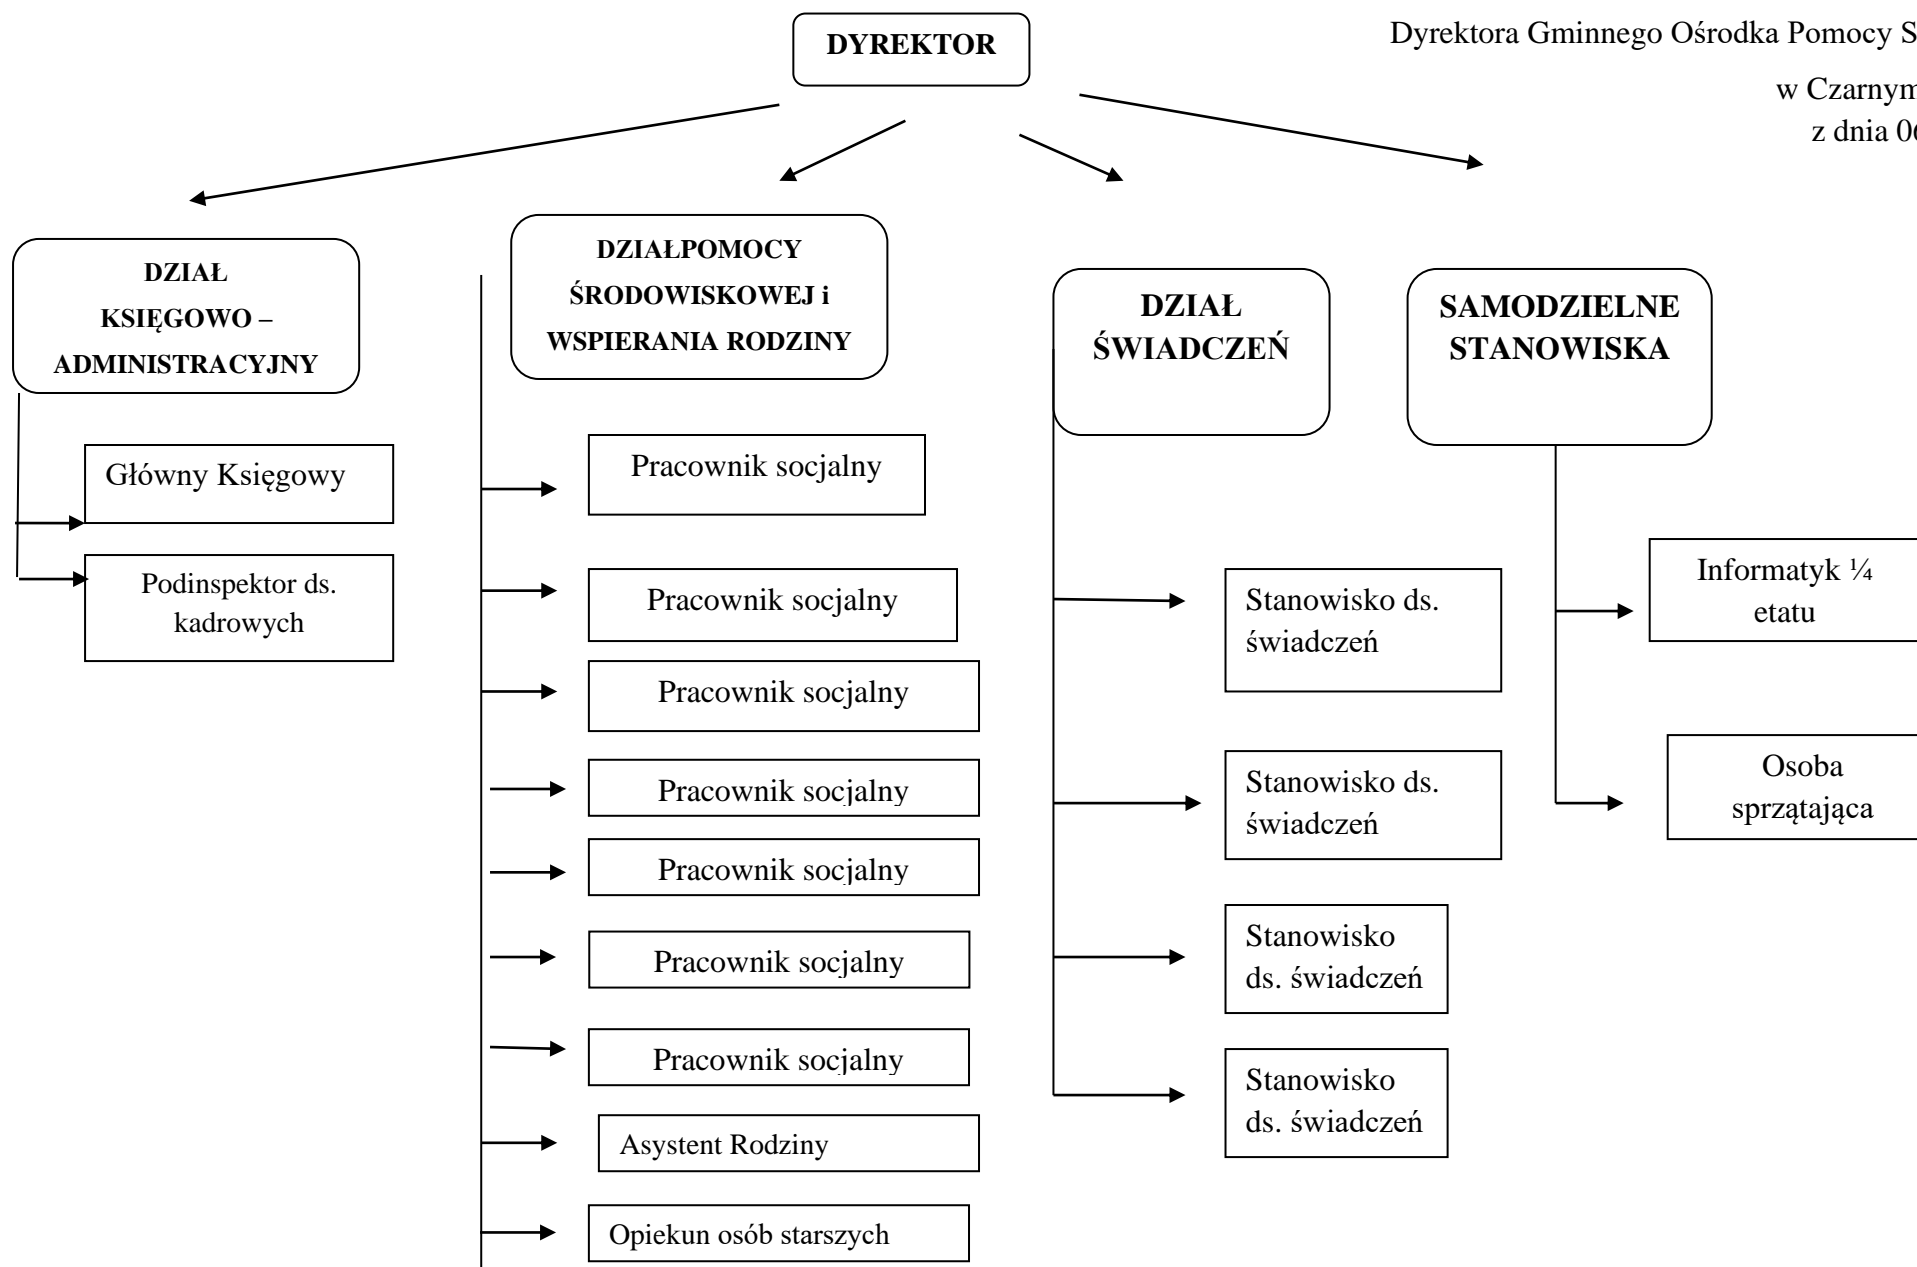 DYREKTOR
Dyrektora Gminnego Ośrodka Pomocy S
w Czarnym
z dnia 06
DZIAŁ
KSIĘGOWO –
ADMINISTRACYJNY
Główny Księgowy
Podinspektor ds.
kadrowych
DZIAŁPOMOCY
ŚRODOWISKOWEJ i
WSPIERANIA RODZINY
Pracownik socjalny
Pracownik socjalny
Pracownik socjalny
Pracownik socjalny
Pracownik socjalny
Pracownik socjalny
Pracownik socjalny
Asystent Rodziny
Opiekun osób starszych
DZIAŁ
ŚWIADCZEŃ
Stanowisko ds.
świadczeń
Stanowisko ds.
świadczeń
Stanowisko
ds. świadczeń
Stanowisko
ds. świadczeń
SAMODZIELNE
STANOWISKA
Informatyk ¼
etatu
Osoba
sprzątająca